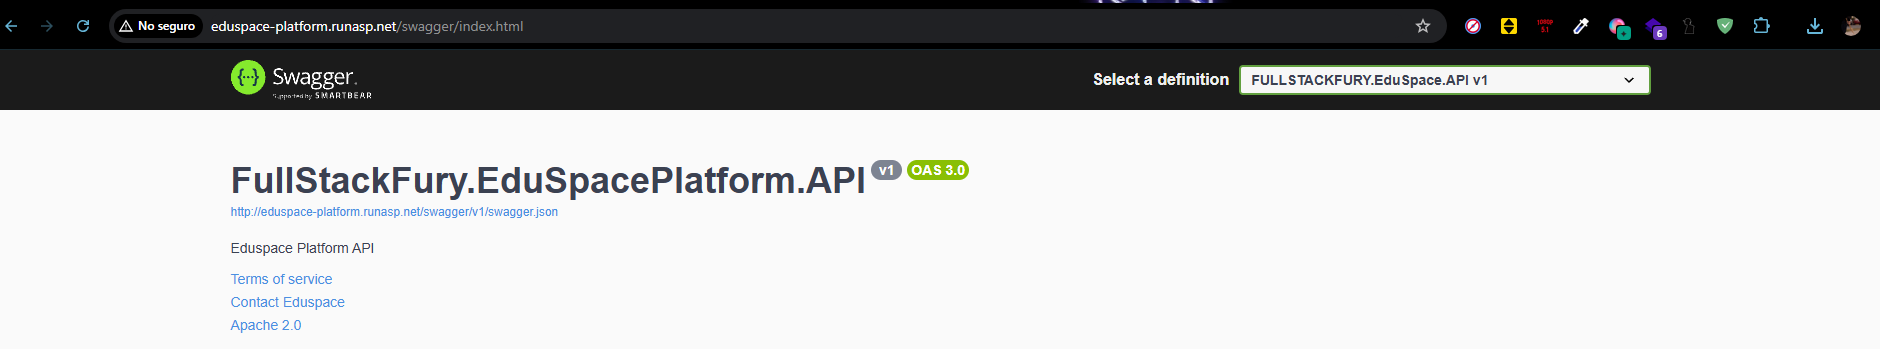 No seguro eduspace-platform.runasp.net/swagger/index.html
6
Swagger.
Supported by SMARTBEAR
Select a definition FULLSTACKFURY.EduSpace.API v1
FullStackFury.EduSpacePlatform.API v1 OAS 3.0
http://eduspace-platform.runasp.net/swagger/v1/swagger.json
Eduspace Platform API
Terms of service
Contact Eduspace
Apache 2.0